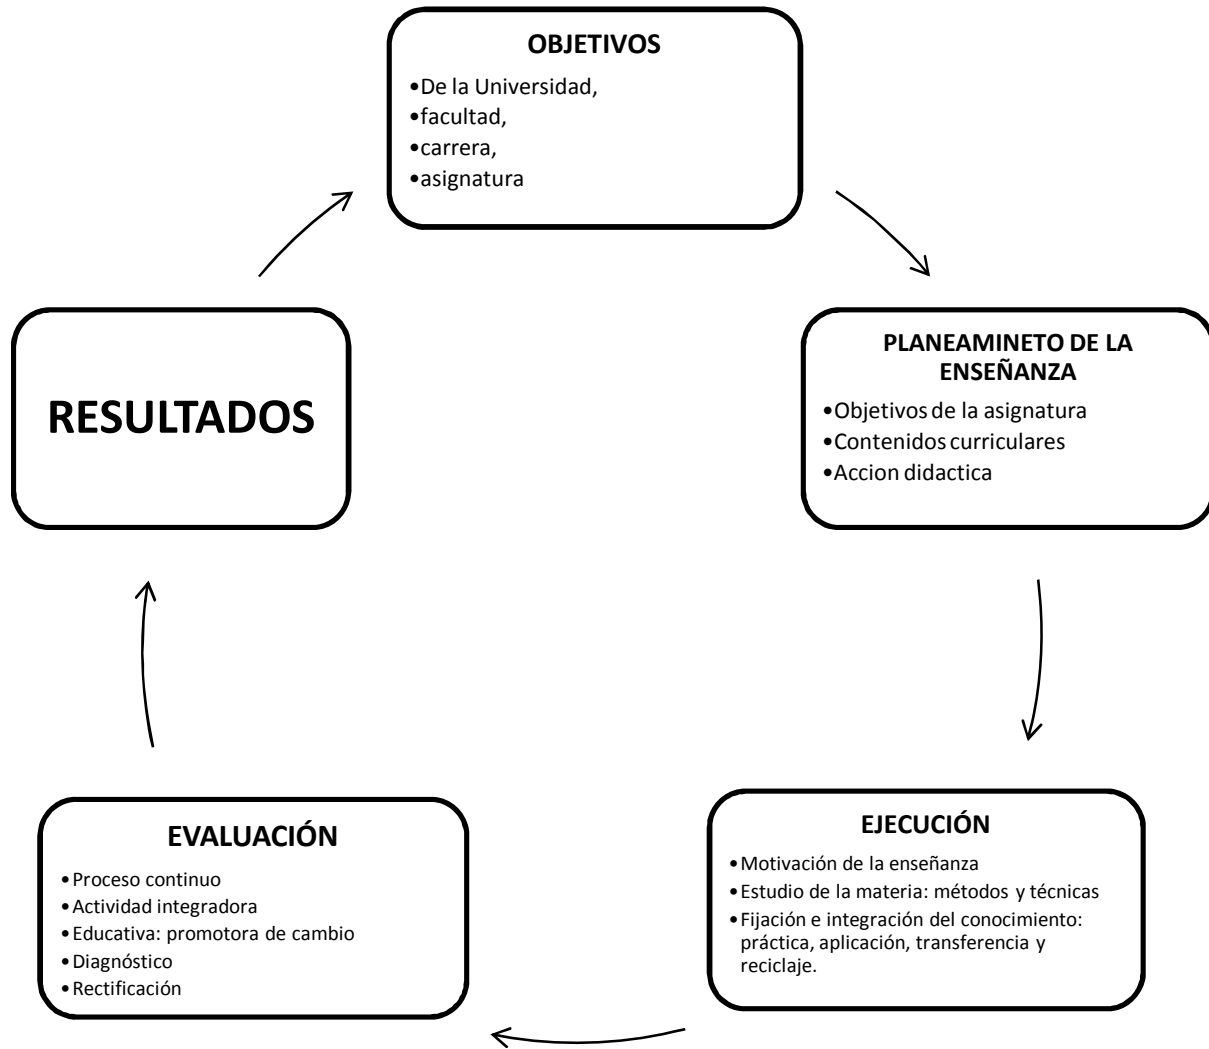 OBJETIVOS
•De la Universidad,
•facultad,
•carrera,
•asignatura
PLANEAMINETO DE LA
ENSEÑANZA
•Objetivos de la asignatura
•Contenidos curriculares
•Accion didactica
EJECUCIÓN
•Motivación de la enseñanza
•Estudio de la materia: métodos y técnicas
•Fijación e integración del conocimiento:
práctica, aplicación, transferencia y
reciclaje.
EVALUACIÓN
•Proceso continuo
•Actividad integradora
•Educativa: promotora de cambio
•Diagnóstico
•Rectificación
RESULTADOS